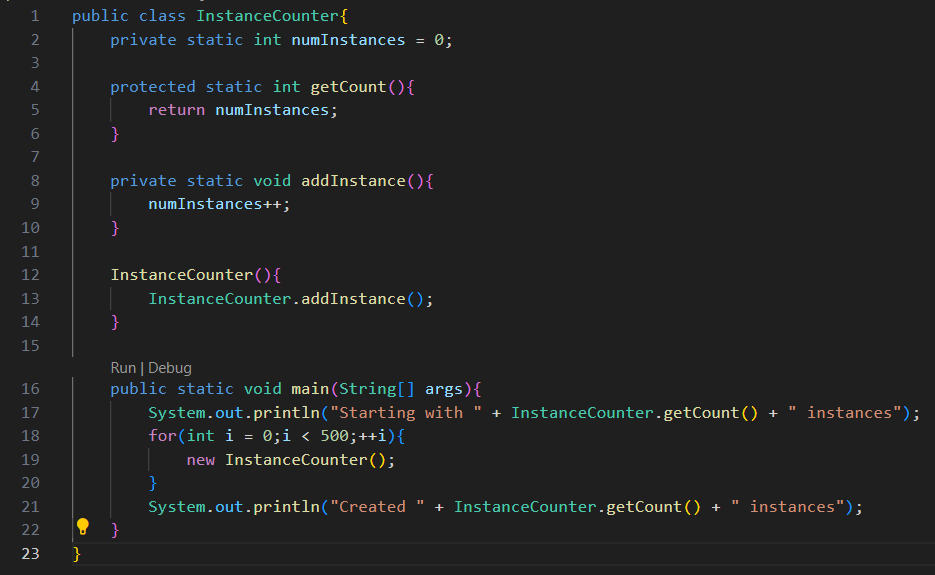 1 public class InstanceCounter{
2     private static int numInstances = 0;
3
4     protected static int getCount(){
5         return numInstances;
6     }
7
8     private static void addInstance(){
9         numInstances++;
10     }
11
12     InstanceCounter(){
13         InstanceCounter.addInstance();
14     }
15
Run | Debug
16     public static void main(String[] args){
17         System.out.println("Starting with " + InstanceCounter.getCount() + " instances");
18         for(int i = 0;i < 500;++i){
19             new InstanceCounter();
20         }
21         System.out.println("Created " + InstanceCounter.getCount() + " instances");
22     }
23 }